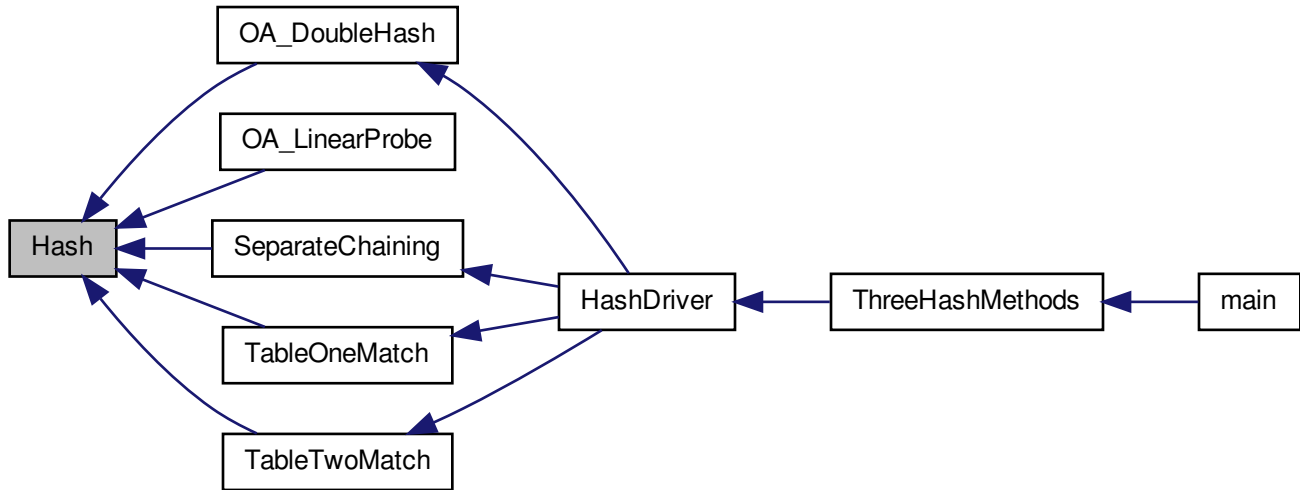 OA_DoubleHash
OA_LinearProbe
Hash
SeparateChaining
HashDriver
ThreeHashMethods
main
TableOneMatch
TableTwoMatch